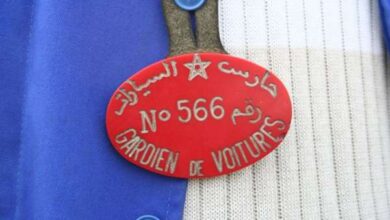 حارس السيارات
No 566 رقم
GARDIEN DE VOITURES